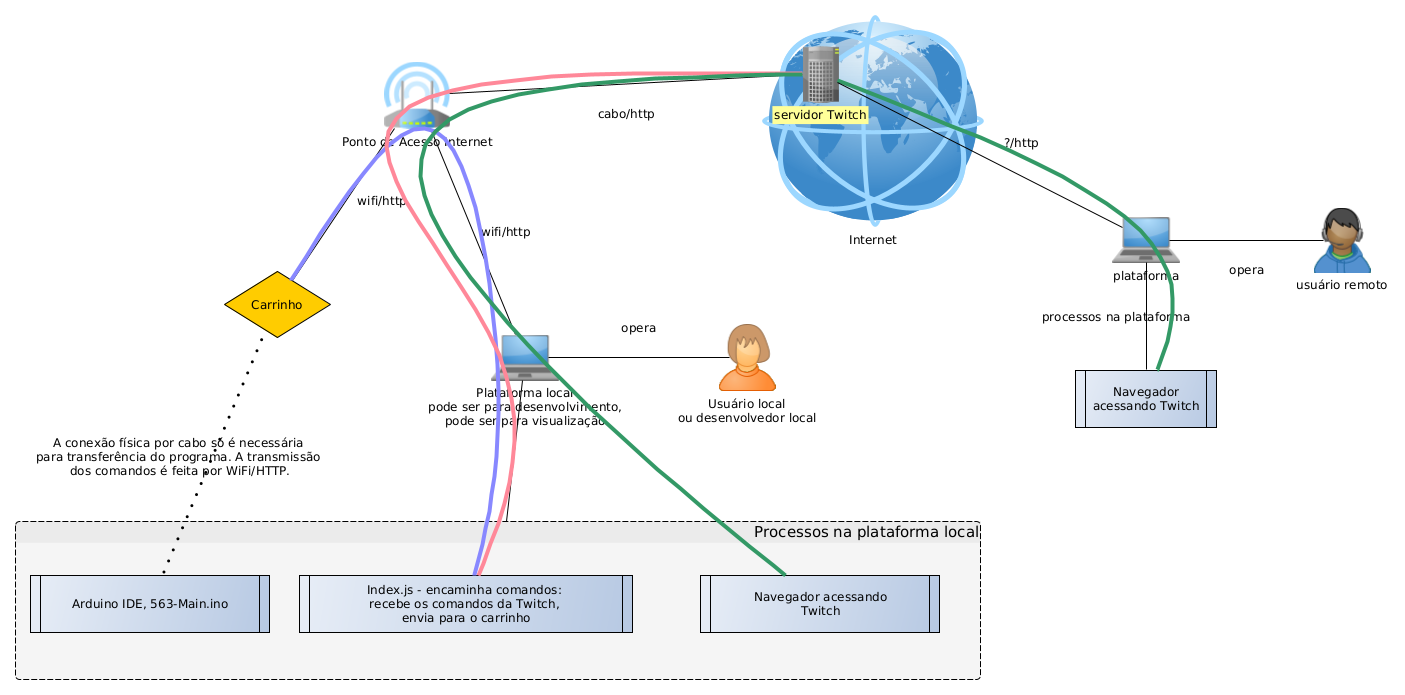 servidor Twitch
cabo/http
Ponto de Acesso Internet
?/http
wifi/http
wifi/http
Internet
opera
plataforma
usuário remoto
Carrinho
processos na plataforma
opera
Navegador
acessando Twitch
Plataforma local
pode ser para desenvolvimento,
pode ser para visualização
Usuário local
ou desenvolvedor local
A conexão física por cabo só é necessária
para transferência do programa. A transmissão
dos comandos é feita por WiFi/HTTP.
Processos na plataforma local
Arduino IDE, 563-Main.ino
Index.js - encaminha comandos:
recebe os comandos da Twitch,
envia para o carrinho
Navegador acessando
Twitch